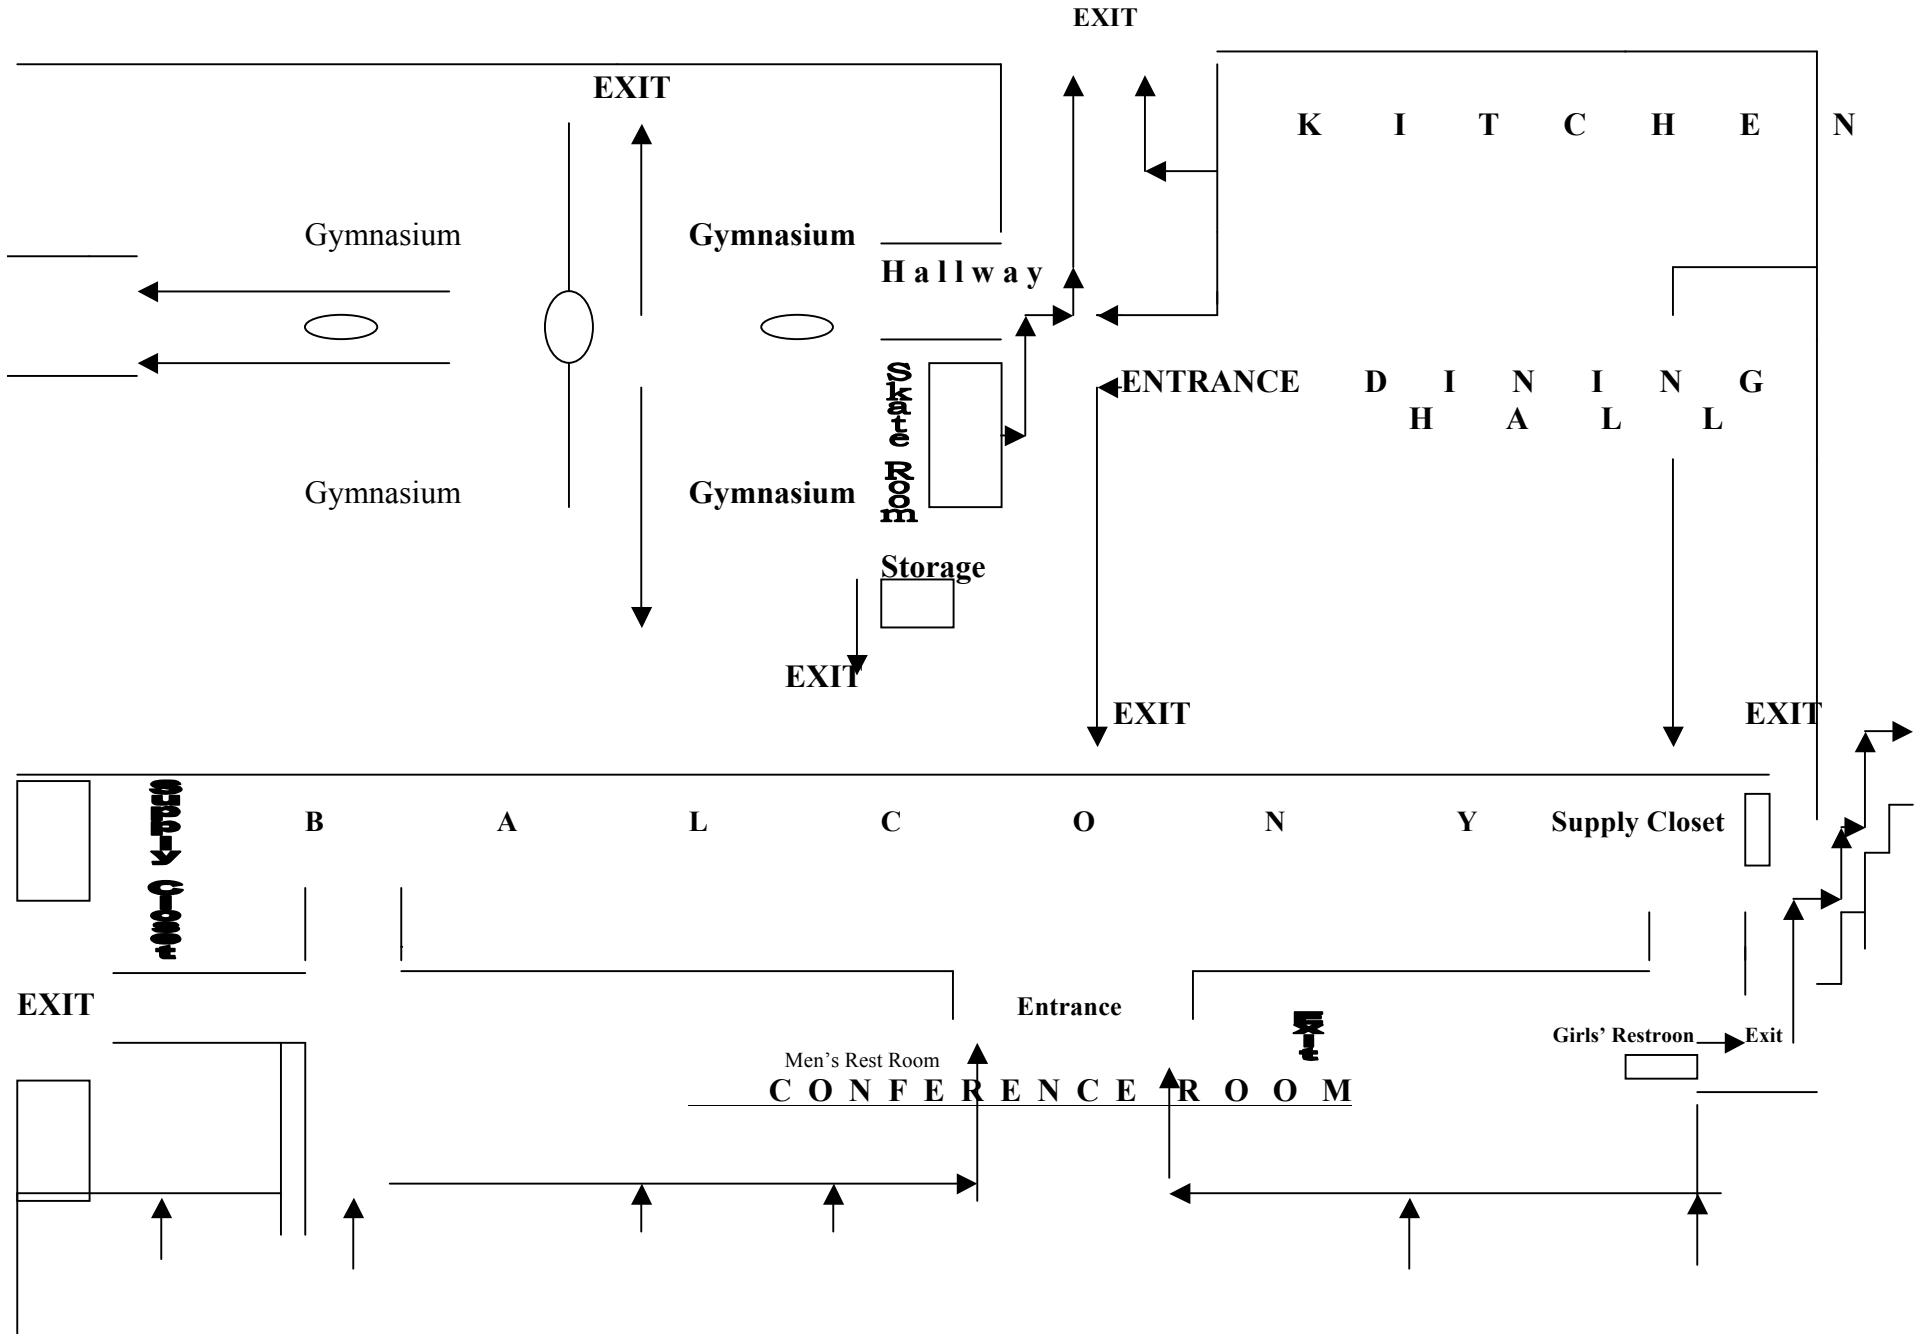 EXIT
EXIT
K I T C H E N
Gymnasium Gymnasium
Hallway
ENTRANCE D I N I N G
H A L L
Skate Room
Gymnasium Gymnasium
Storage
EXIT
EXIT EXIT
Supply Closet
B A L C O N Y Supply Closet
EXIT
Entrance
Exit
Girls' Restroon Exit
Men's Rest Room
C O N F E R E N C E R O O M